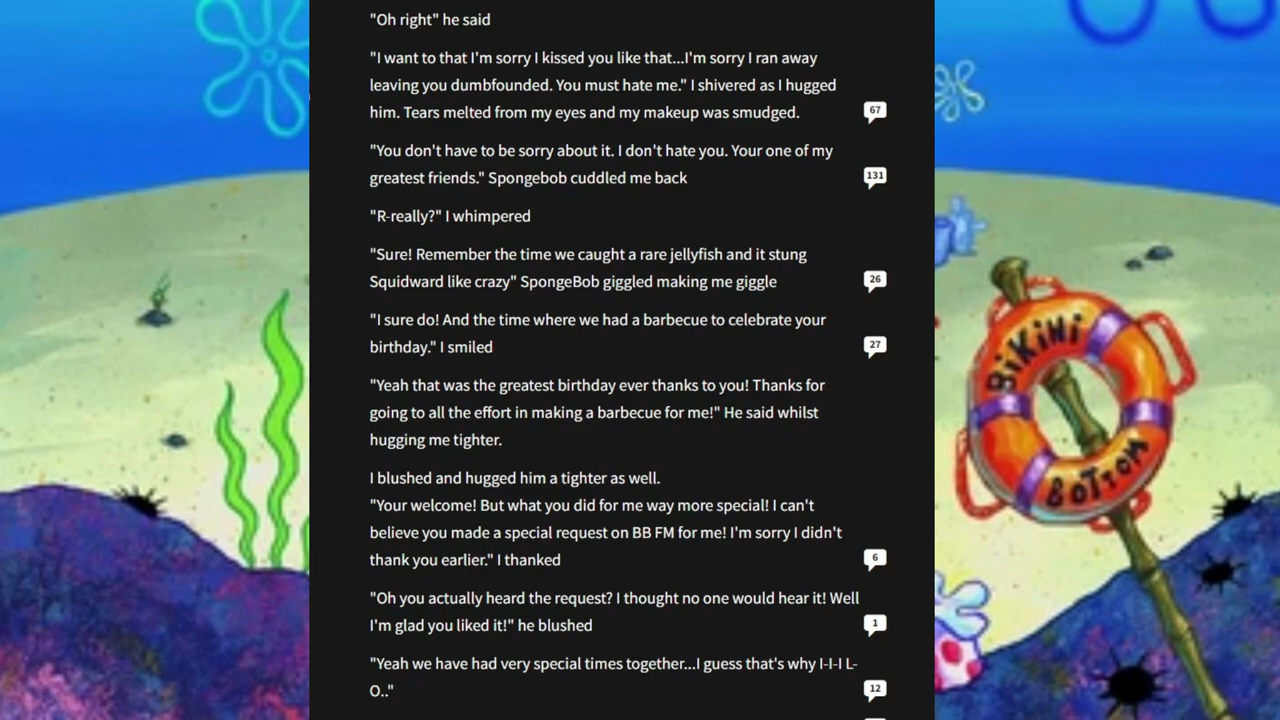 "Oh right" he said
"I want to that I'm sorry I kissed you like that...I'm sorry I ran away
leaving you dumbfounded. You must hate me." I shivered as I hugged
him. Tears melted from my eyes and my makeup was smudged.
67
"You don't have to be sorry about it. I don't hate you. Your one of my
greatest friends." Spongebob cuddled me back
131
"R-really?" I whimpered
"Sure! Remember the time we caught a rare jellyfish and it stung
Squidward like crazy" SpongeBob giggled making me giggle
26
"I sure do! And the time where we had a barbecue to celebrate your
birthday." I smiled
27
"Yeah that was the greatest birthday ever thanks to you! Thanks for
going to all the effort in making a barbecue for me!" He said whilst
hugging me tighter.
I blushed and hugged him a tighter as well.
"Your welcome! But what you did for me way more special! I can't
believe you made a special request on BB FM for me! I'm sorry I didn't
thank you earlier." I thanked
6
"Oh you actually heard the request? I thought no one would hear it! Well
I'm glad you liked it!" he blushed
1
"Yeah we have had very special times together...I guess that's why I-I-I L-
O.."
12
BIKINI
BOTTOM